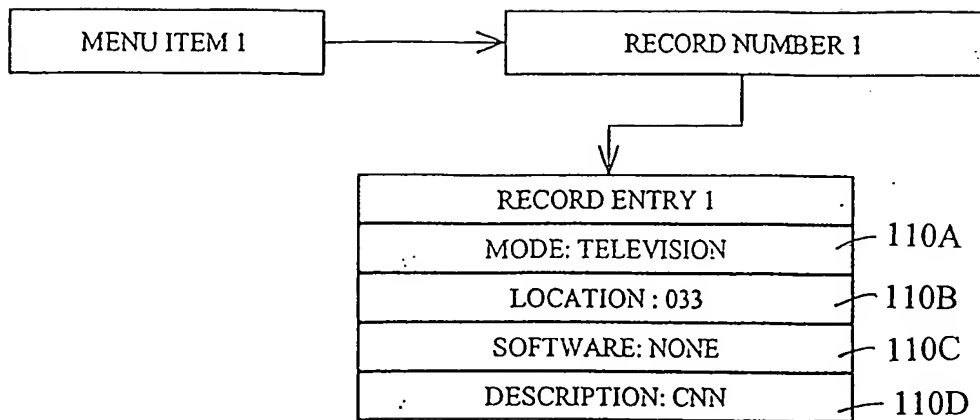 MENU ITEM 1
RECORD NUMBER 1
RECORD ENTRY 1
MODE: TELEVISION
110A
LOCATION : 033
110B
SOFTWARE: NONE
110C
DESCRIPTION: CNN
110D